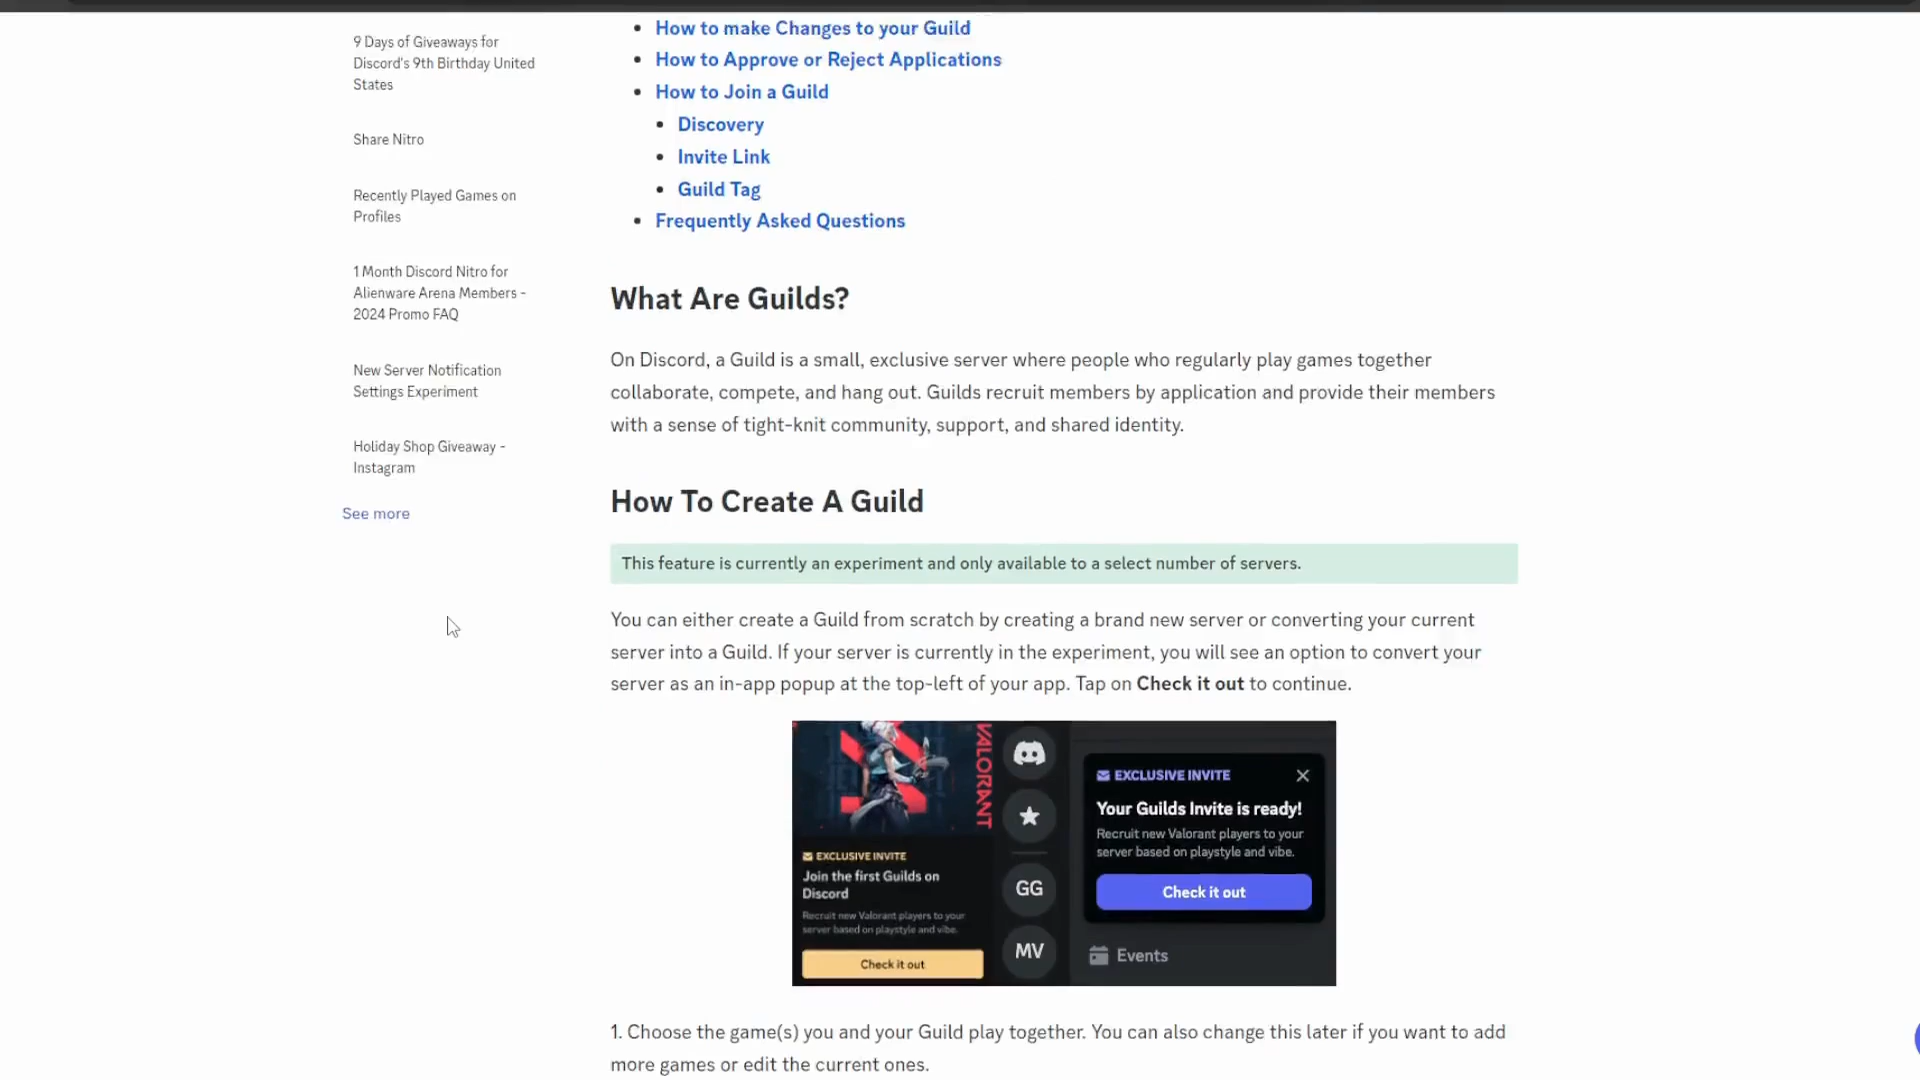 9 Days of Giveaways for
Discord's 9th Birthday United
States
Share Nitro
Recently Played Games on
Profiles
1 Month Discord Nitro for
Alienware Arena Members -
2024 Promo FAQ
New Server Notification
Settings Experiment
Holiday Shop Giveaway -
Instagram
See more
• How to make Changes to your Guild
• How to Approve or Reject Applications
• How to Join a Guild
• Discovery
• Invite Link
• Guild Tag
• Frequently Asked Questions
What Are Guilds?
On Discord, a Guild is a small, exclusive server where people who regularly play games together
collaborate, compete, and hang out. Guilds recruit members by application and provide their members
with a sense of tight-knit community, support, and shared identity.
How To Create A Guild
This feature is currently an experiment and only available to a select number of servers.
You can either create a Guild from scratch by creating a brand new server or converting your current
server into a Guild. If your server is currently in the experiment, you will see an option to convert your
server as an in-app popup at the top-left of your app. Tap on Check it out to continue.
VALORANT
EXCLUSIVE INVITE
Join the first Guilds on
Discord
Recruit new Valorant players to your
server based on playstyle and vibe.
Check it out
GG
MV
EXCLUSIVE INVITE
Your Guilds Invite is ready!
Recruit new Valorant players to your
server based on playstyle and vibe.
Check it out
Events
1. Choose the game(s) you and your Guild play together. You can also change this later if you want to add
more games or edit the current ones.